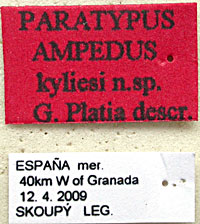 PARATYPUS
AMPEDUS
kyliesi n.sp.
G. Platia descr.
ESPAÑA mer.
40km W of Granada
12. 4. 2009
SKOUPÝ LEG.